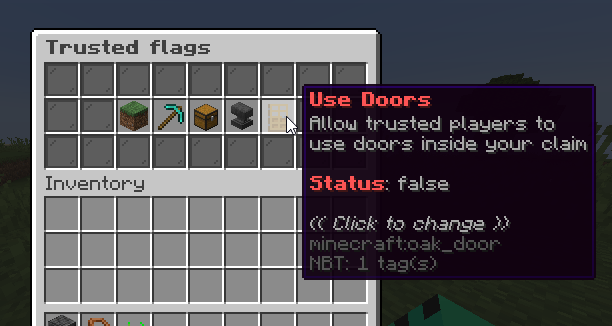 Trusted flags
Use Doors
Allow trusted players to
use doors inside your claim
Status: false
⟨⟨ Click to change ⟩⟩
minecraft:oak_door
NBT: 1 tag(s)
Inventory